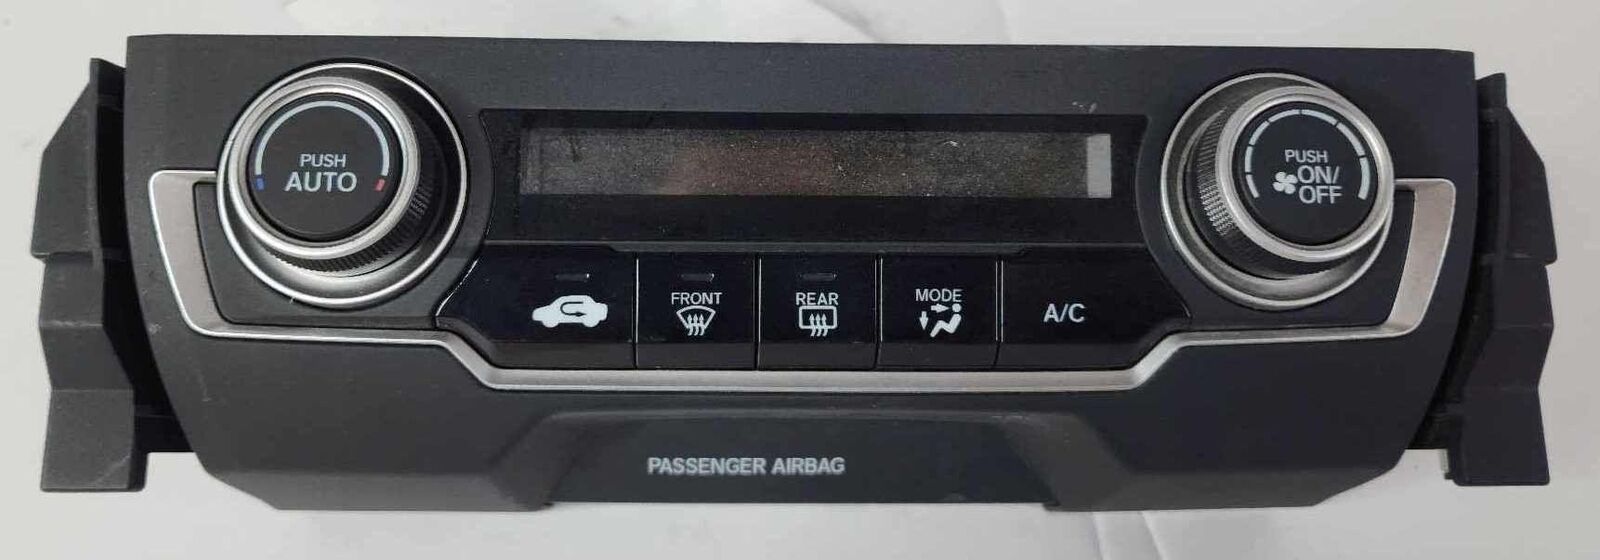 PUSH
AUTO
PUSH
ON/
OFF
FRONT
REAR
MODE
A/C
PASSENGER AIRBAG